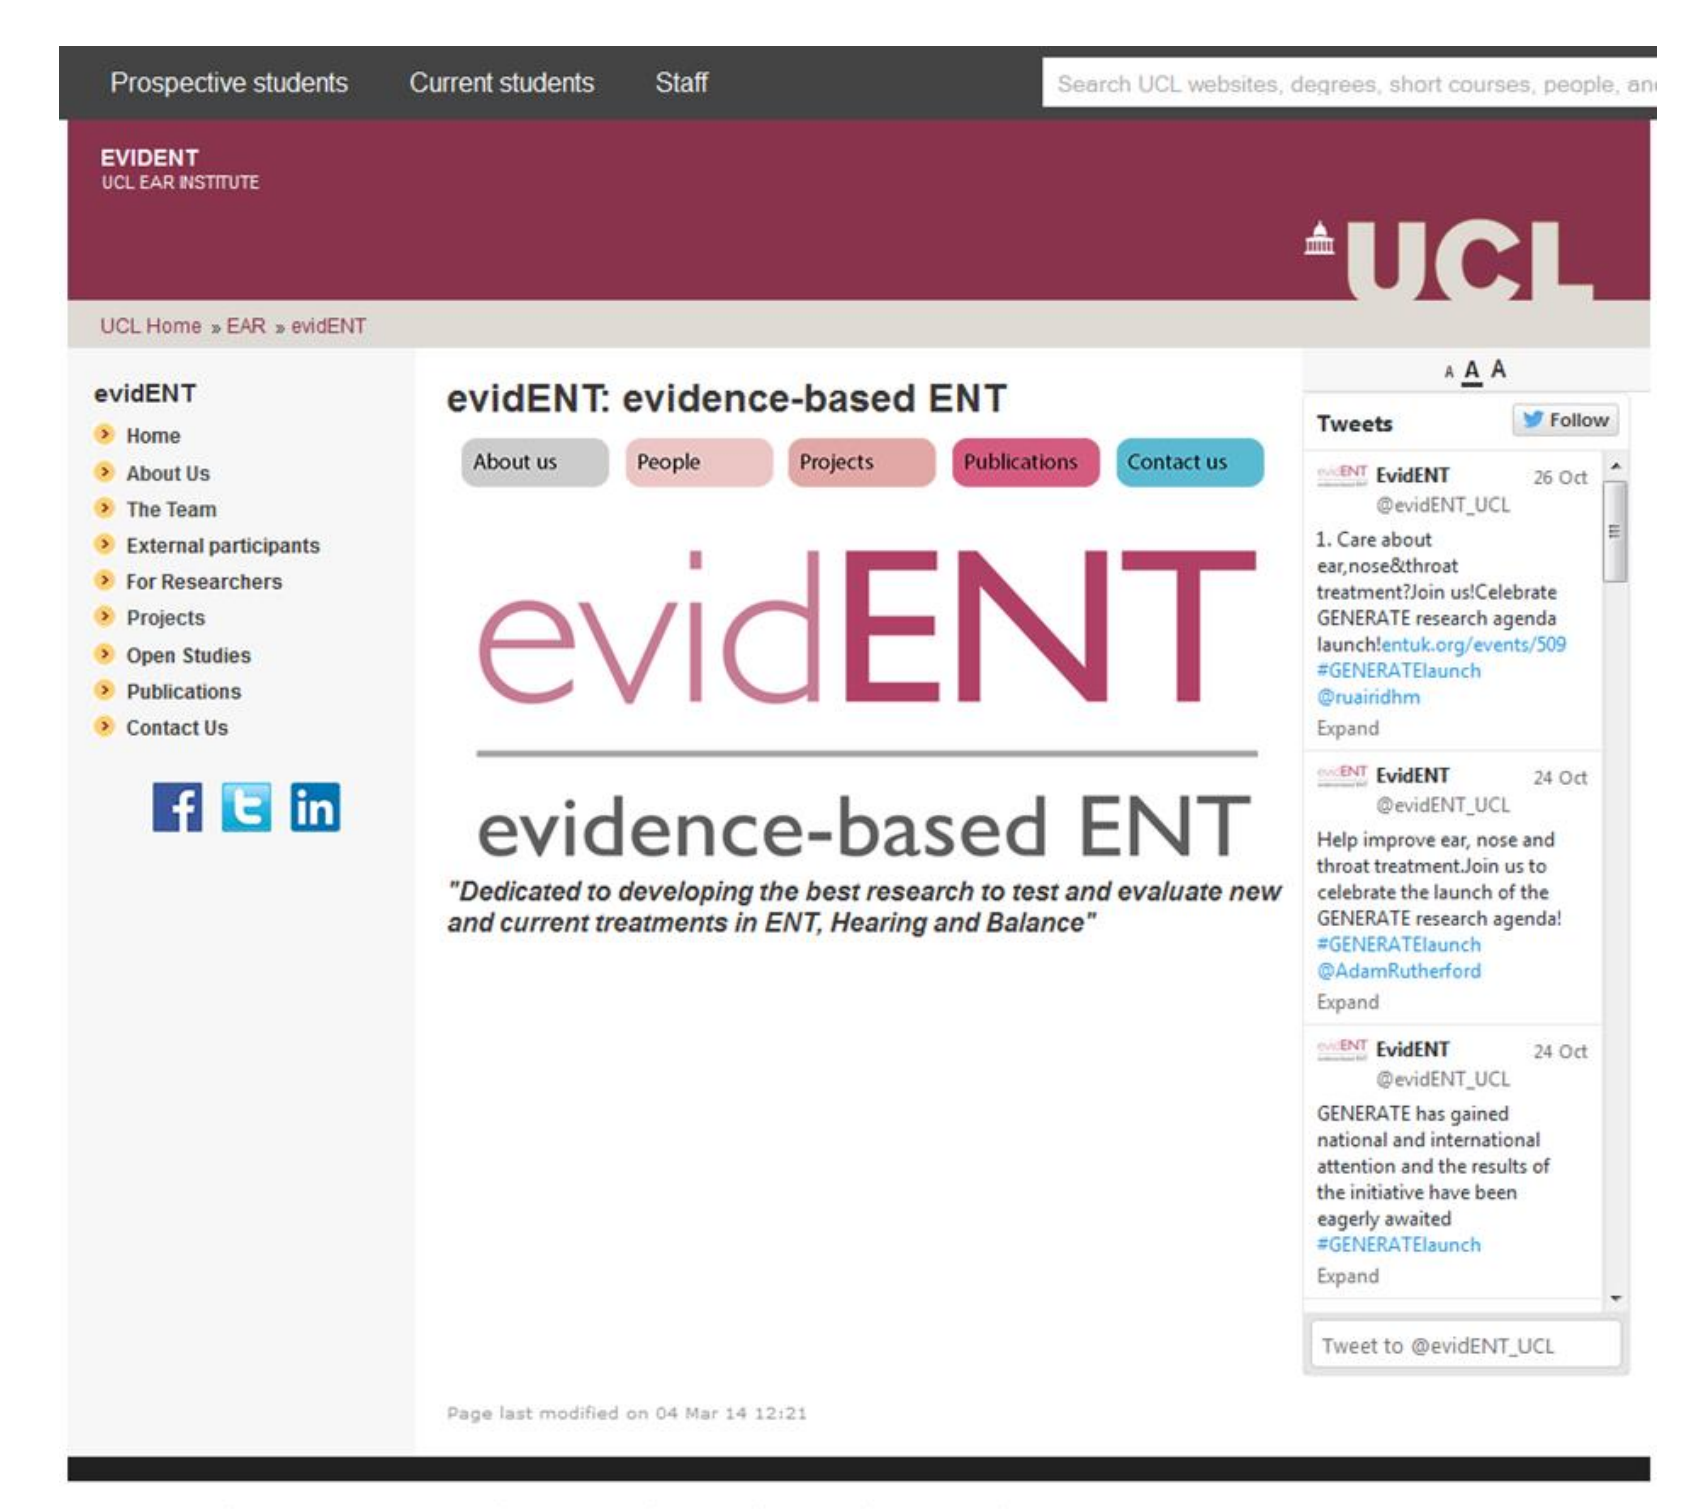 Prospective students Current students Staff Search UCL websites, degrees, short courses, people, an
EVIDENT
UCL EAR INSTITUTE
UCL
UCL Home » EAR » evidENT
evidENT
Home
About Us
The Team
External participants
For Researchers
Projects
Open Studies
Publications
Contact Us
f t in
evidENT: evidence-based ENT
About us People Projects Publications Contact us
evidENT
evidence-based ENT
"Dedicated to developing the best research to test and evaluate new
and current treatments in ENT, Hearing and Balance"
A A A
Tweets Follow
evidENT EvidENT 26 Oct
@evidENT_UCL
1. Care about
ear,nose&throat
treatment?Join us!Celebrate
GENERATE research agenda
launch!entuk.org/events/509
#GENERATElaunch
@ruairidhm
Expand
evidENT EvidENT 24 Oct
@evidENT_UCL
Help improve ear, nose and
throat treatment.Join us to
celebrate the launch of the
GENERATE research agenda!
#GENERATElaunch
@AdamRutherford
Expand
evidENT EvidENT 24 Oct
@evidENT_UCL
GENERATE has gained
national and international
attention and the results of
the initiative have been
eagerly awaited
#GENERATElaunch
Expand
Tweet to @evidENT_UCL
Page last modified on 04 Mar 14 12:21